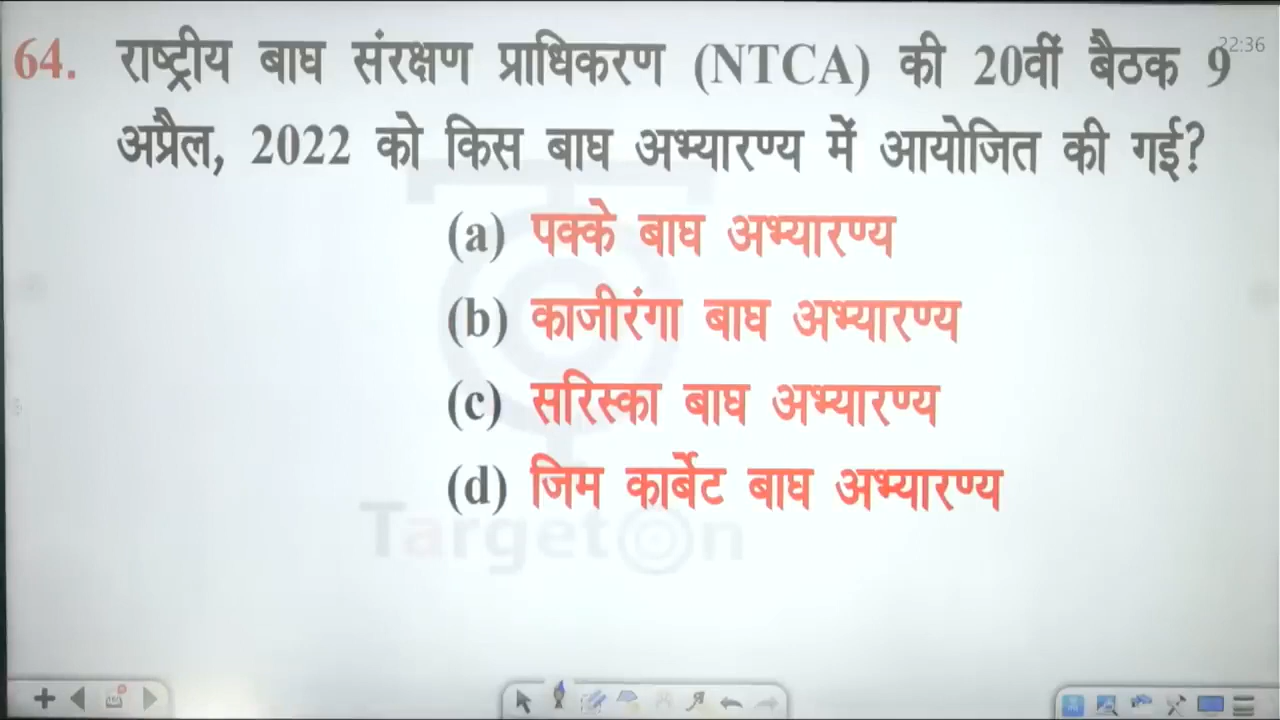 22:36
64. राष्ट्रीय बाघ संरक्षण प्राधिकरण (NTCA) की 20वीं बैठक 9
अप्रैल, 2022 को किस बाघ अभ्यारण्य में आयोजित की गई?
(a) पक्के बाघ अभ्यारण्य
(b) काजीरंगा बाघ अभ्यारण्य
(c) सरिस्का बाघ अभ्यारण्य
(d) जिम कार्बेट बाघ अभ्यारण्य
Target On